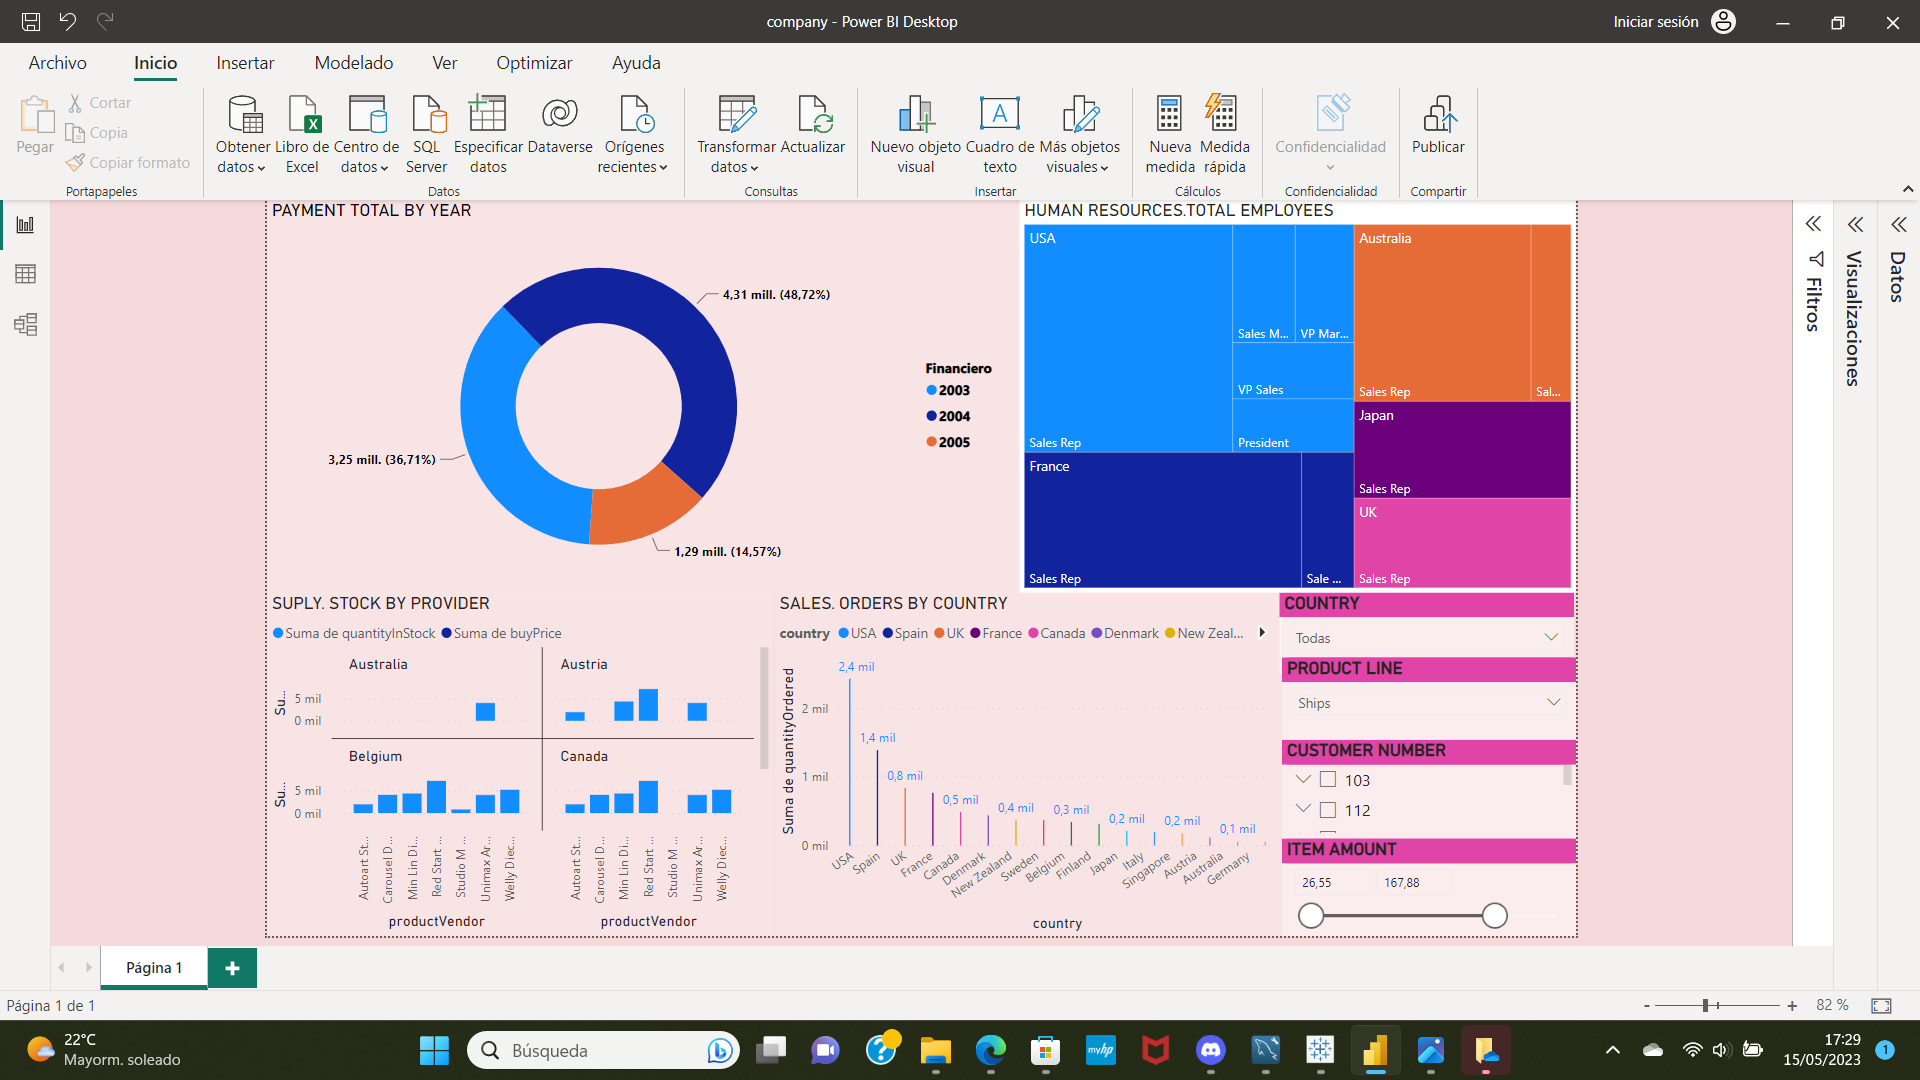 company - Power BI Desktop
Iniciar sesión
Archivo
Inicio
Insertar
Modelado
Ver
Optimizar
Ayuda
Pegar
Cortar
Copia
Copiar formato
Portapapeles
Obtener datos
Libro de Excel
Centro de datos
SQL Server
Especificar datos
Dataverse
Orígenes recientes
Datos
Transformar datos
Actualizar
Consultas
Nuevo objeto visual
Cuadro de texto
Más objetos visuales
Insertar
Nueva medida
Medida rápida
Cálculos
Confidencialidad
Confidencialidad
Publicar
Compartir
PAYMENT TOTAL BY YEAR
4,31 mill. (48,72%)
3,25 mill. (36,71%)
1,29 mill. (14,57%)
Financiero
2003
2004
2005
HUMAN RESOURCES.TOTAL EMPLOYEES
USA
Sales Rep
Sales M...
VP Mar...
VP Sales
President
Australia
Sales Rep
Sal...
Japan
Sales Rep
France
Sales Rep
Sale ...
UK
Sales Rep
Filtros
Visualizaciones
Datos
SUPLY. STOCK BY PROVIDER
Suma de quantityInStock Suma de buyPrice
Australia
Austria
Su...
5 mil
0 mil
Belgium
Canada
Su...
5 mil
0 mil
Autoart St...
Carousel D...
Min Lin Di...
Red Start ...
Studio M ...
Unimax Ar...
Welly Diec...
Autoart St...
Carousel D...
Min Lin Di...
Red Start ...
Studio M ...
Unimax Ar...
Welly Diec...
productVendor
productVendor
SALES. ORDERS BY COUNTRY
country USA Spain UK France Canada Denmark New Zeal...
Suma de quantityOrdered
2 mil
1 mil
0 mil
2,4 mil
1,4 mil
0,8 mil
0,5 mil
0,4 mil
0,3 mil
0,2 mil
0,2 mil
0,1 mil
USA
Spain
UK
France
Canada
Denmark
New Zealand
Sweden
Belgium
Finland
Japan
Italy
Singapore
Austria
Australia
Germany
country
COUNTRY
Todas
PRODUCT LINE
Ships
CUSTOMER NUMBER
103
112
ITEM AMOUNT
26,55
167,88
Página 1
+
Página 1 de 1
- + 82 %
22°C
Mayorm. soleado
Búsqueda
b
?
myhp
17:29
15/05/2023
1